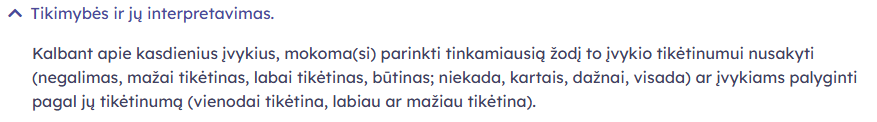 Tikimybės ir jų interpretavimas.
Kalbant apie kasdienius įvykius, mokoma(si) parinkti tinkamiausią žodį to įvykio tikėtinumui nusakyti
(negalimas, mažai tikėtinas, labai tikėtinas, būtinas; niekada, kartais, dažnai, visada) ar įvykiams palyginti
pagal jų tikėtinumą (vienodai tikėtina, labiau ar mažiau tikėtina).